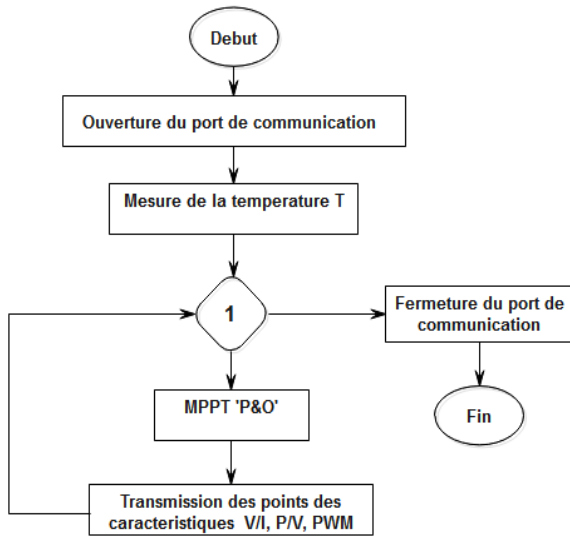 Debut
Ouverture du port de communication
Mesure de la temperature T
1
Fermeture du port de
communication
MPPT 'P&O'
Fin
Transmission des points des
caracteristiques V/I, P/V, PWM